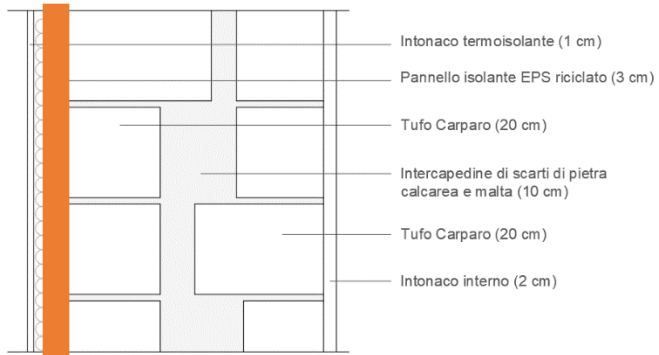 Intonaco termoisolante (1 cm)
Pannello isolante EPS riciclato (3 cm)
Tufo Carparo (20 cm)
Intercapedine di scarti di pietra
calcarea e malta (10 cm)
Tufo Carparo (20 cm)
Intonaco interno (2 cm)